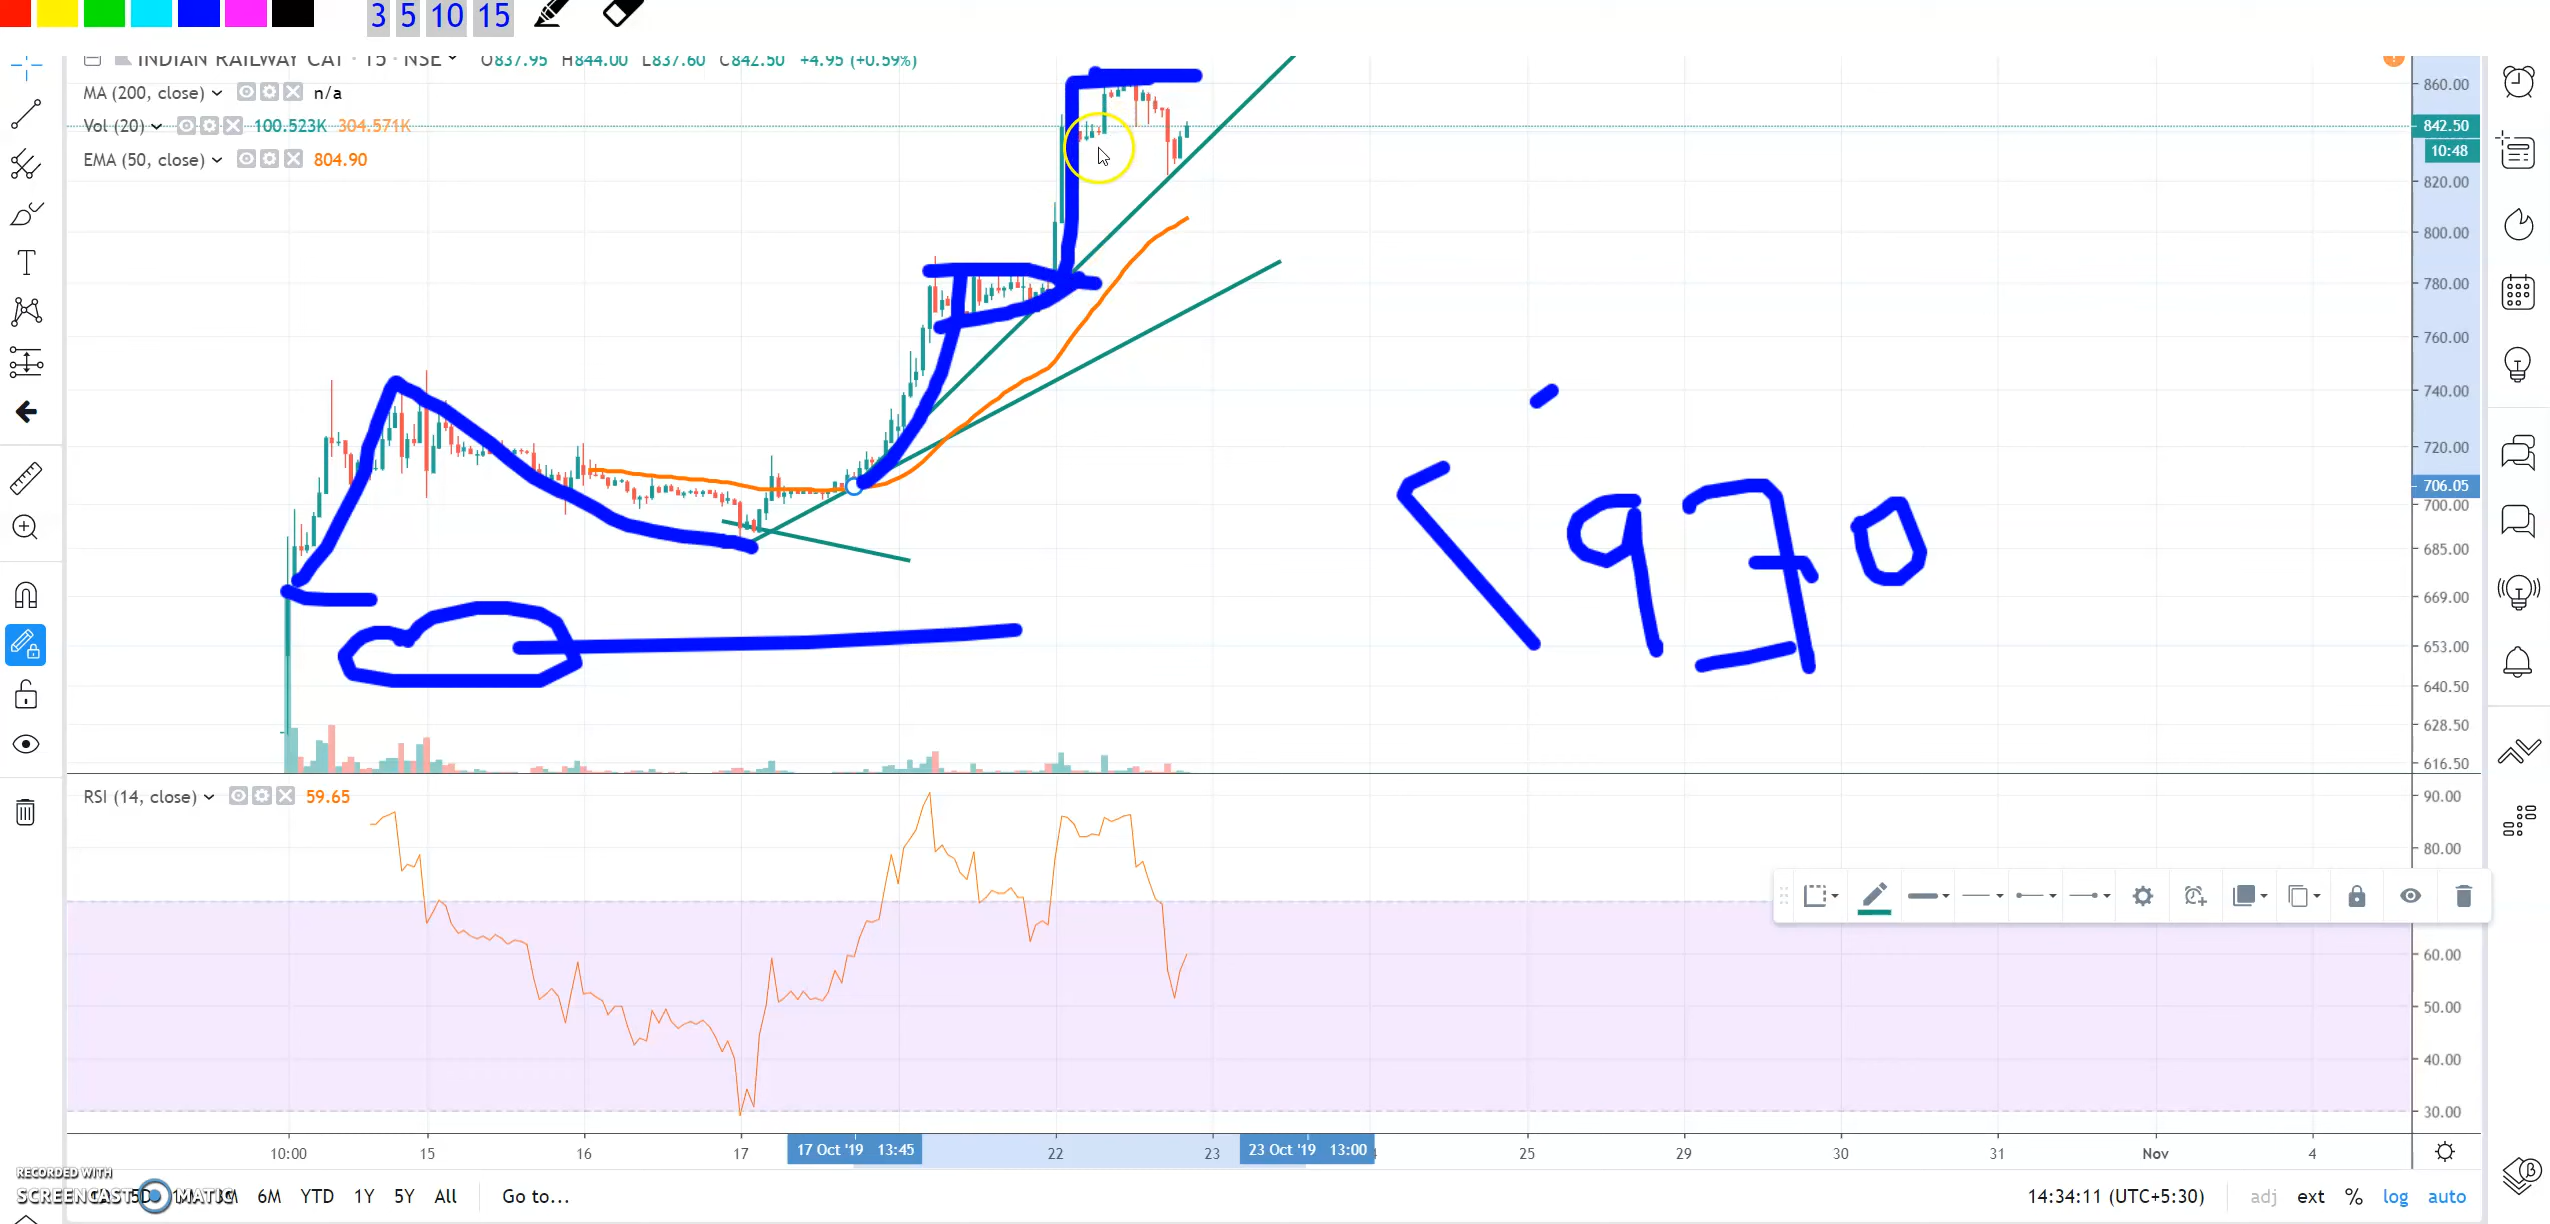 3 5 10 15
INDIAN RAILWAY CAT · 15 · NSE O837.95 H844.00 L837.60 C842.50 +4.95 (+0.59%)
MA (200, close) n/a
Vol (20) 100.523K 304.571K
EMA (50, close) 804.90
860.00
842.50
10:48
820.00
800.00
780.00
760.00
740.00
720.00
706.05
700.00
685.00
669.00
653.00
640.50
628.50
616.50
970
RSI (14, close) 59.65
90.00
80.00
60.00
50.00
40.00
30.00
10:00 15 16 17 17 Oct '19 13:45 22 23 23 Oct '19 13:00 25 29 30 31 Nov 4
RECORDED WITH
SCREENCAST MATIC
5D 6M YTD 1Y 5Y All Go to... 14:34:11 (UTC+5:30) adj ext % log auto